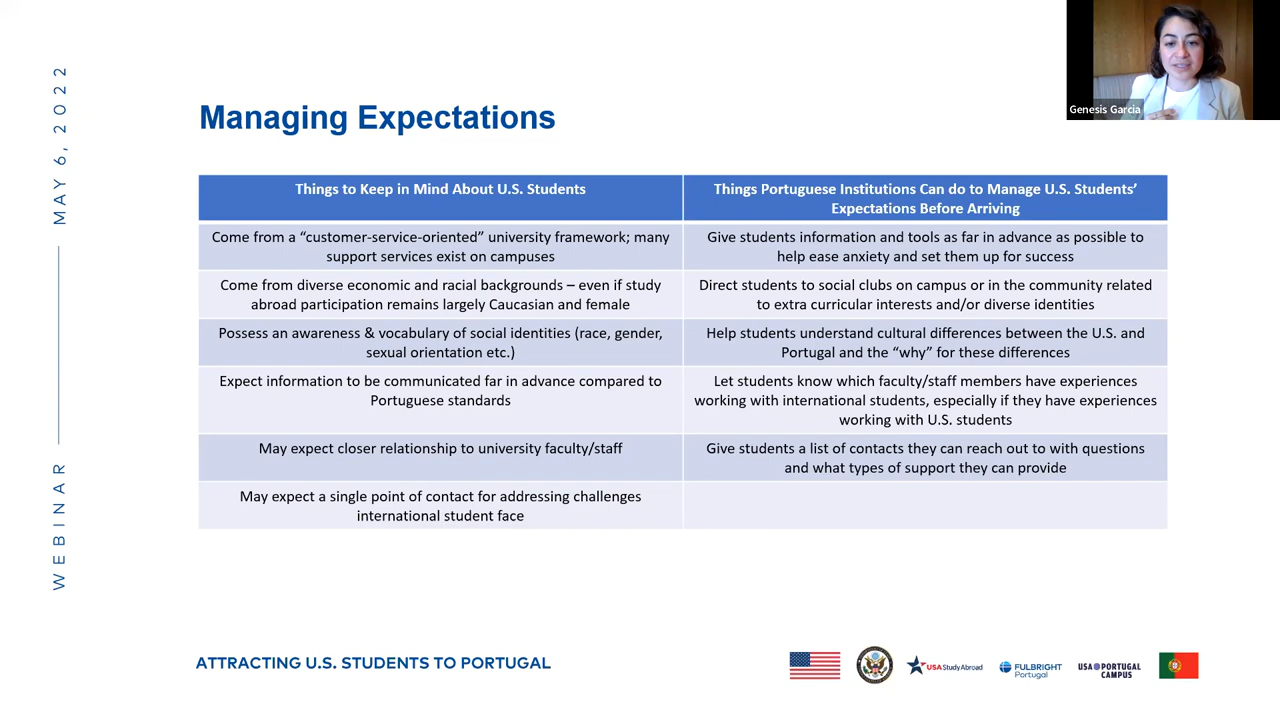 MAY 6, 2022
WEBINAR
Genesis Garcia
Managing Expectations
Things to Keep in Mind About U.S. Students
Things Portuguese Institutions Can do to Manage U.S. Students’
Expectations Before Arriving
Come from a “customer-service-oriented” university framework; many
support services exist on campuses
Give students information and tools as far in advance as possible to
help ease anxiety and set them up for success
Come from diverse economic and racial backgrounds – even if study
abroad participation remains largely Caucasian and female
Direct students to social clubs on campus or in the community related
to extra curricular interests and/or diverse identities
Possess an awareness & vocabulary of social identities (race, gender,
sexual orientation etc.)
Help students understand cultural differences between the U.S. and
Portugal and the “why” for these differences
Expect information to be communicated far in advance compared to
Portuguese standards
Let students know which faculty/staff members have experiences
working with international students, especially if they have experiences
working with U.S. students
May expect closer relationship to university faculty/staff
Give students a list of contacts they can reach out to with questions
and what types of support they can provide
May expect a single point of contact for addressing challenges
international student face
ATTRACTING U.S. STUDENTS TO PORTUGAL
USA StudyAbroad
FULBRIGHT
Portugal
USA PORTUGAL
CAMPUS